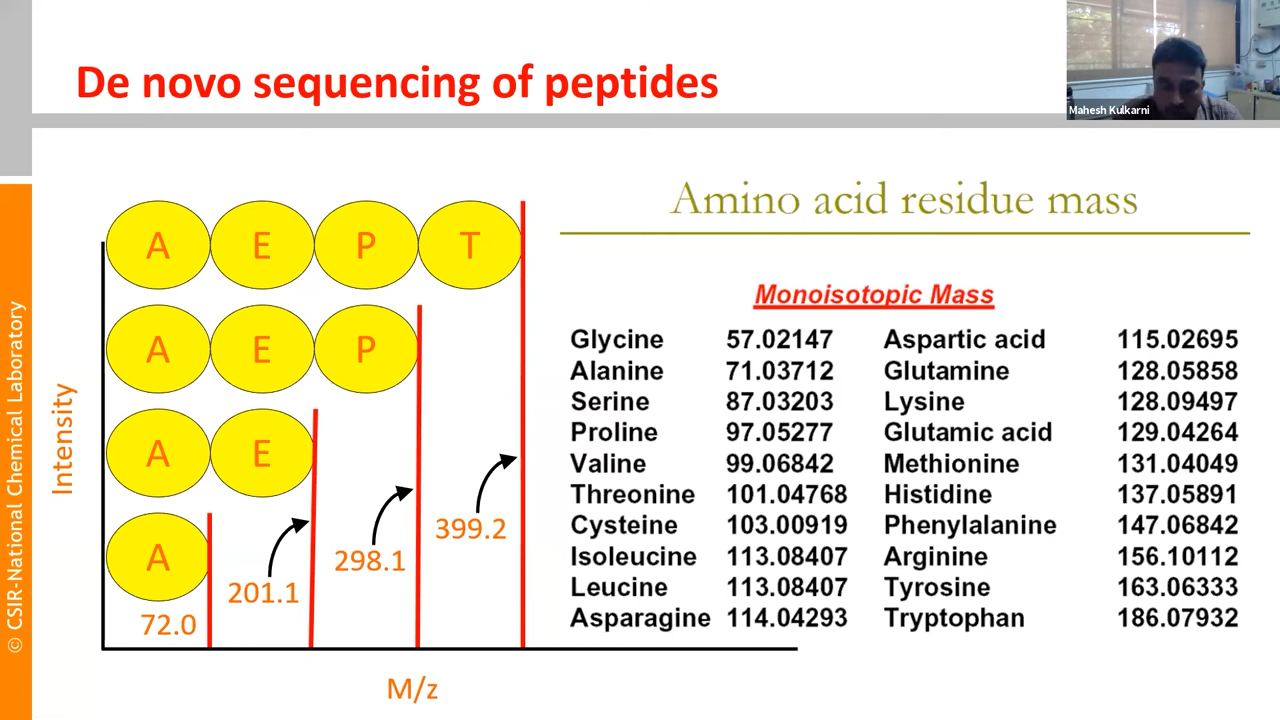 De novo sequencing of peptides
Mahesh Kulkarni
© CSIR-National Chemical Laboratory
Intensity
A E P T
A E P
A E
A
72.0
201.1
298.1
399.2
M/z
Amino acid residue mass
Monoisotopic Mass
Glycine 57.02147 Aspartic acid 115.02695
Alanine 71.03712 Glutamine 128.05858
Serine 87.03203 Lysine 128.09497
Proline 97.05277 Glutamic acid 129.04264
Valine 99.06842 Methionine 131.04049
Threonine 101.04768 Histidine 137.05891
Cysteine 103.00919 Phenylalanine 147.06842
Isoleucine 113.08407 Arginine 156.10112
Leucine 113.08407 Tyrosine 163.06333
Asparagine 114.04293 Tryptophan 186.07932